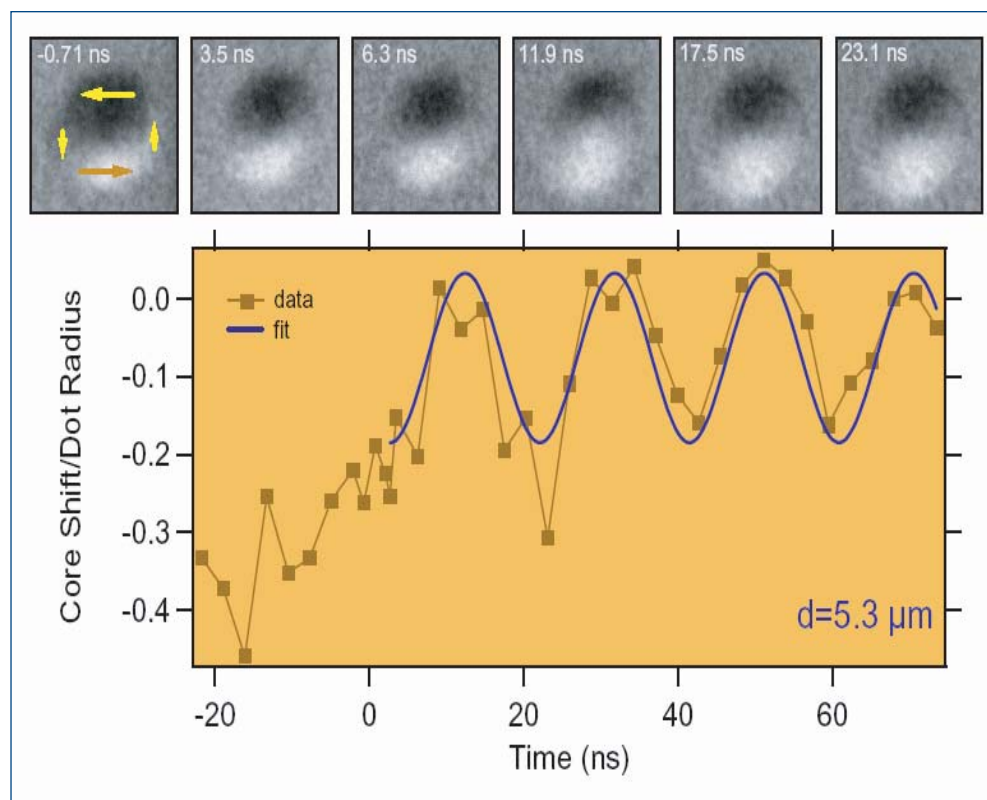 -0.71 ns 3.5 ns 6.3 ns 11.9 ns 17.5 ns 23.1 ns
Core Shift/Dot Radius
0.0
-0.1
-0.2
-0.3
-0.4
data
fit
d=5.3 µm
-20 0 20 40 60
Time (ns)